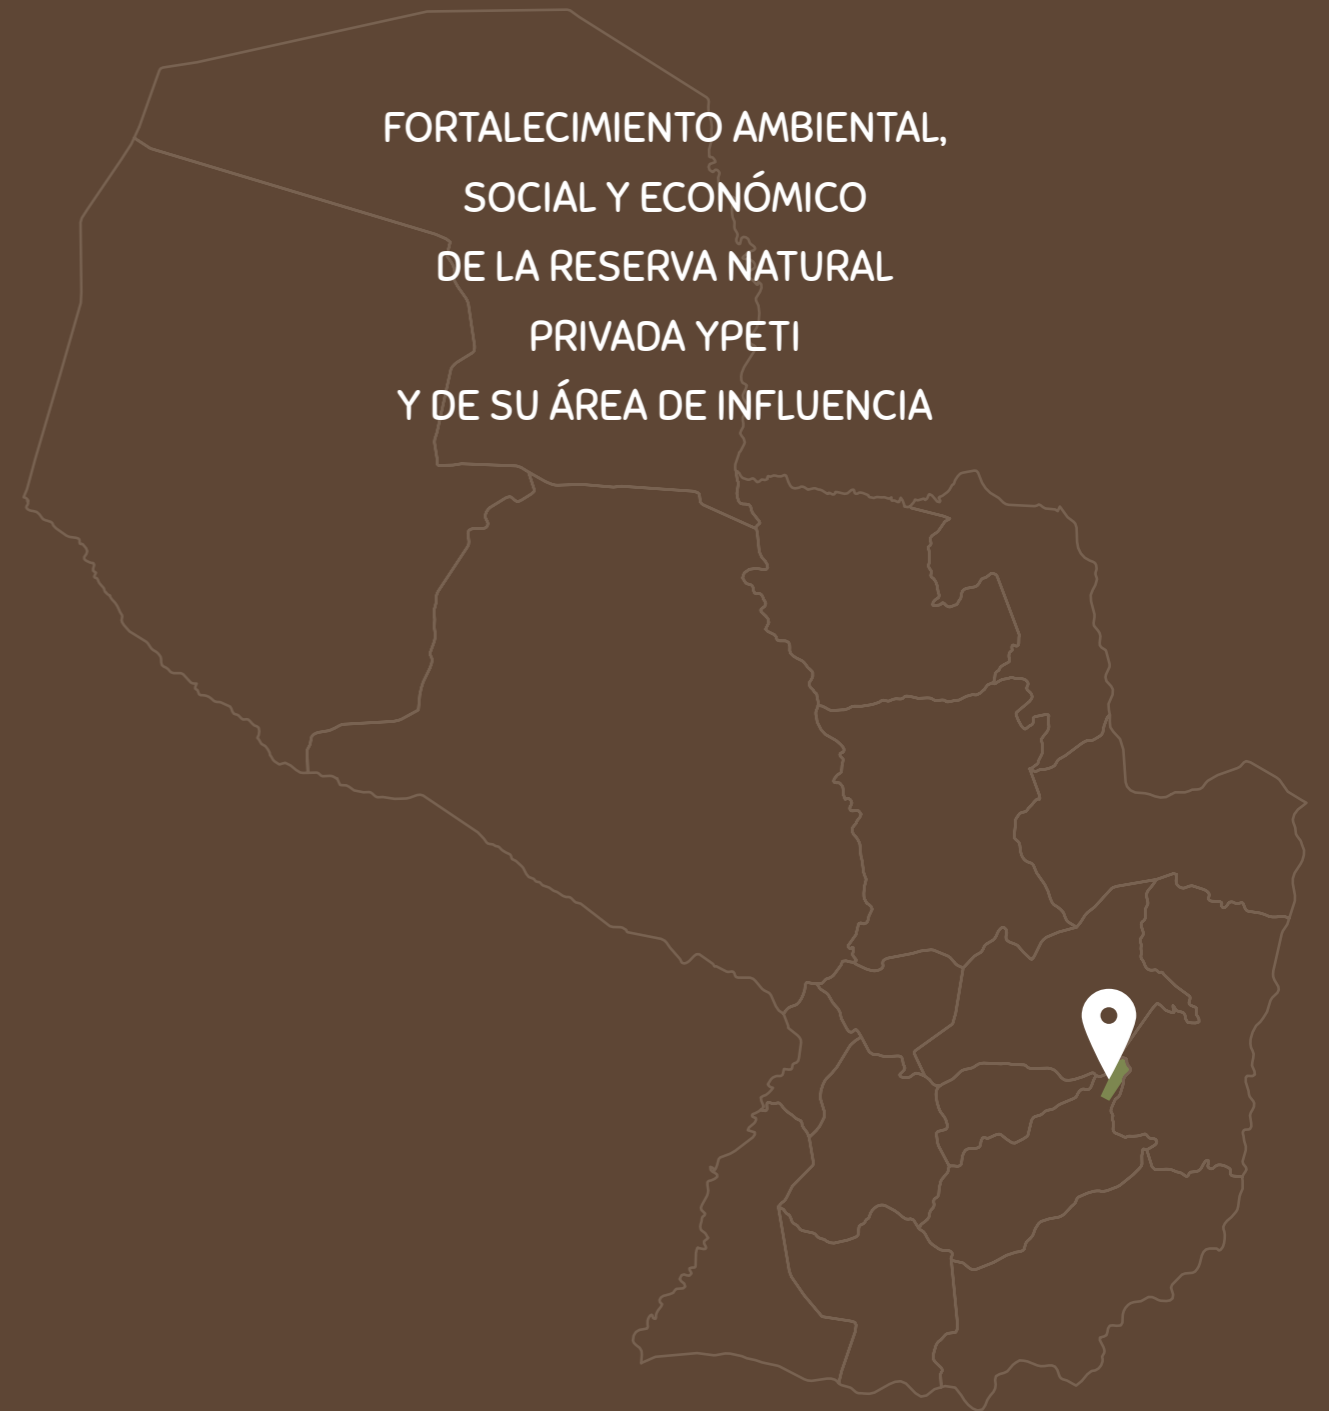 FORTALECIMIENTO AMBIENTAL,
SOCIAL Y ECONÓMICO
DE LA RESERVA NATURAL
PRIVADA YPETI
Y DE SU ÁREA DE INFLUENCIA